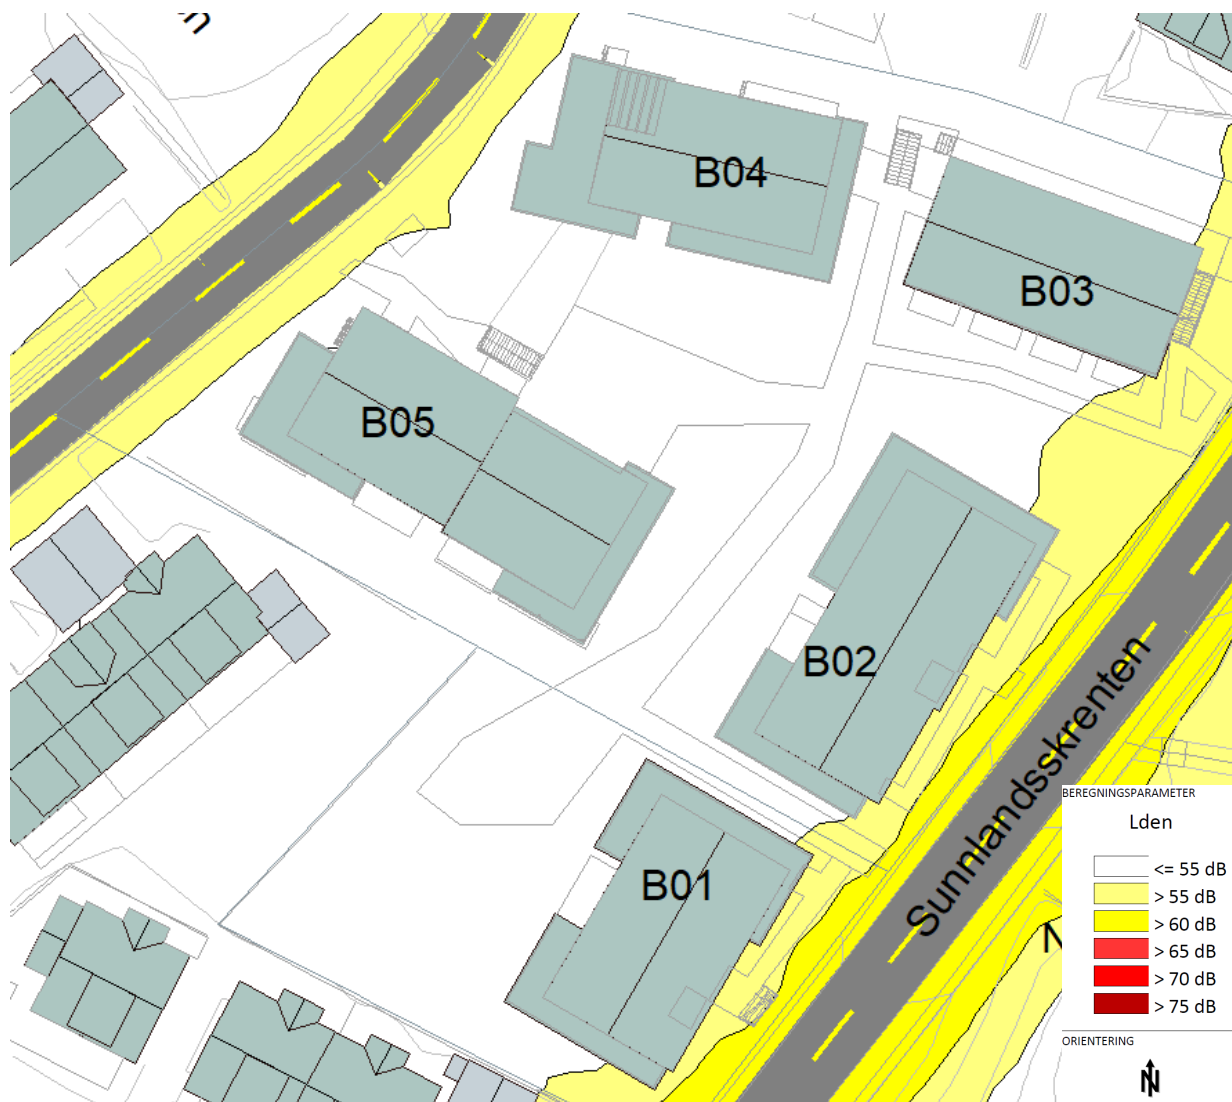 B04
B03
B05
B02
B01
Sunnlandsskrenten
BEREGNINGSPARAMETER
Lden
<= 55 dB
> 55 dB
> 60 dB
> 65 dB
> 70 dB
> 75 dB
ORIENTERING
N